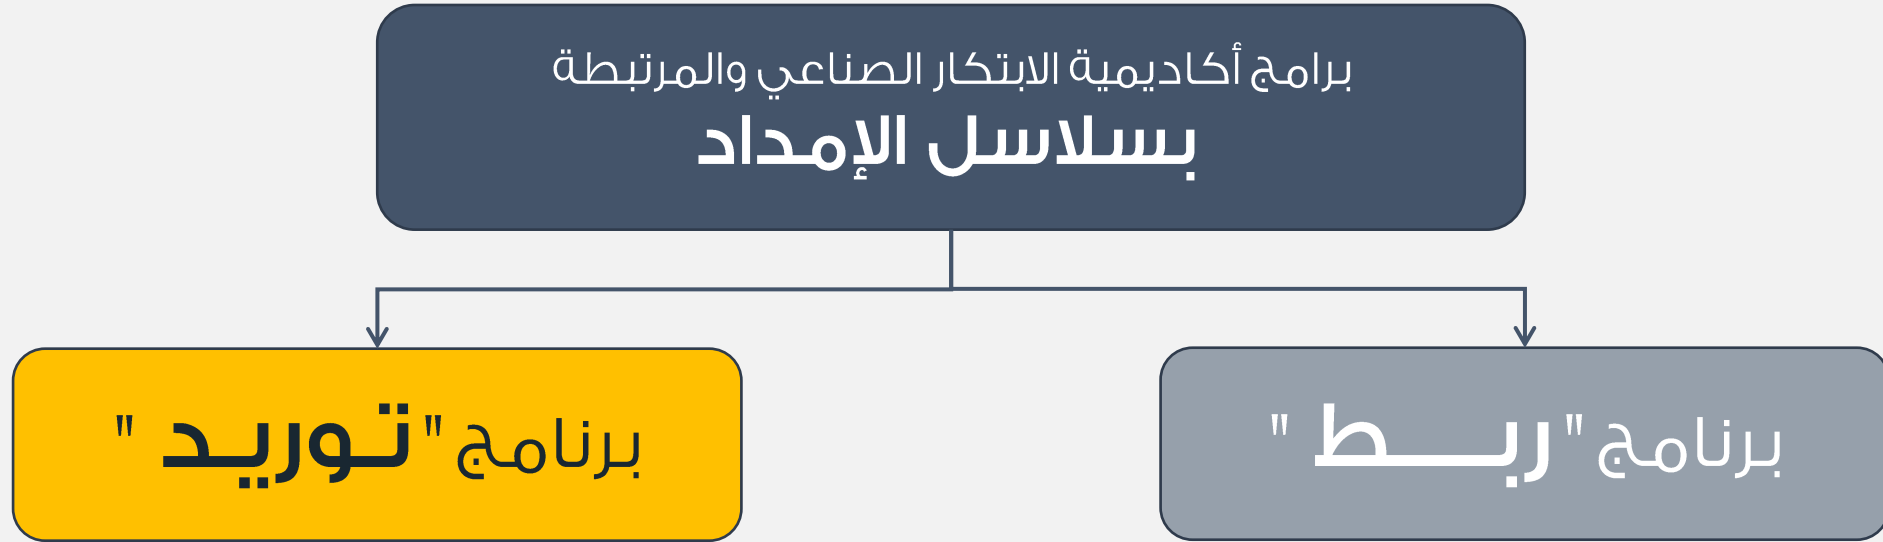 برامج أكاديمية الابتكار الصناعي والمرتبطة
بسلاسل الإمداد
برنامج "ربـــط "
برنامج "تـوريـد "